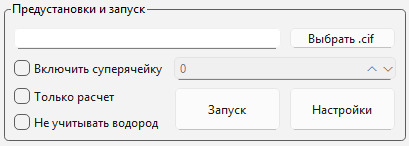 Предустановки и запуск
Выбрать .cif
Включить суперячейку 0
Только расчет
Запуск Настройки
Не учитывать водород